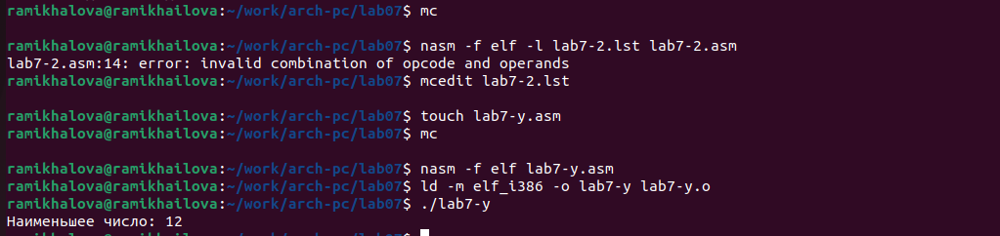 ramikhalova@ramikhailova:~/work/arch-pc/lab07$ mc
ramikhalova@ramikhailova:~/work/arch-pc/lab07$ nasm -f elf -l lab7-2.lst lab7-2.asm
lab7-2.asm:14: error: invalid combination of opcode and operands
ramikhalova@ramikhailova:~/work/arch-pc/lab07$ mcedit lab7-2.lst
ramikhalova@ramikhailova:~/work/arch-pc/lab07$ touch lab7-y.asm
ramikhalova@ramikhailova:~/work/arch-pc/lab07$ mc
ramikhalova@ramikhailova:~/work/arch-pc/lab07$ nasm -f elf lab7-y.asm
ramikhalova@ramikhailova:~/work/arch-pc/lab07$ ld -m elf_i386 -o lab7-y lab7-y.o
ramikhalova@ramikhailova:~/work/arch-pc/lab07$ ./lab7-y
Наименьшее число: 12
ramikhalova@ramikhailova:~/work/arch-pc/lab07$